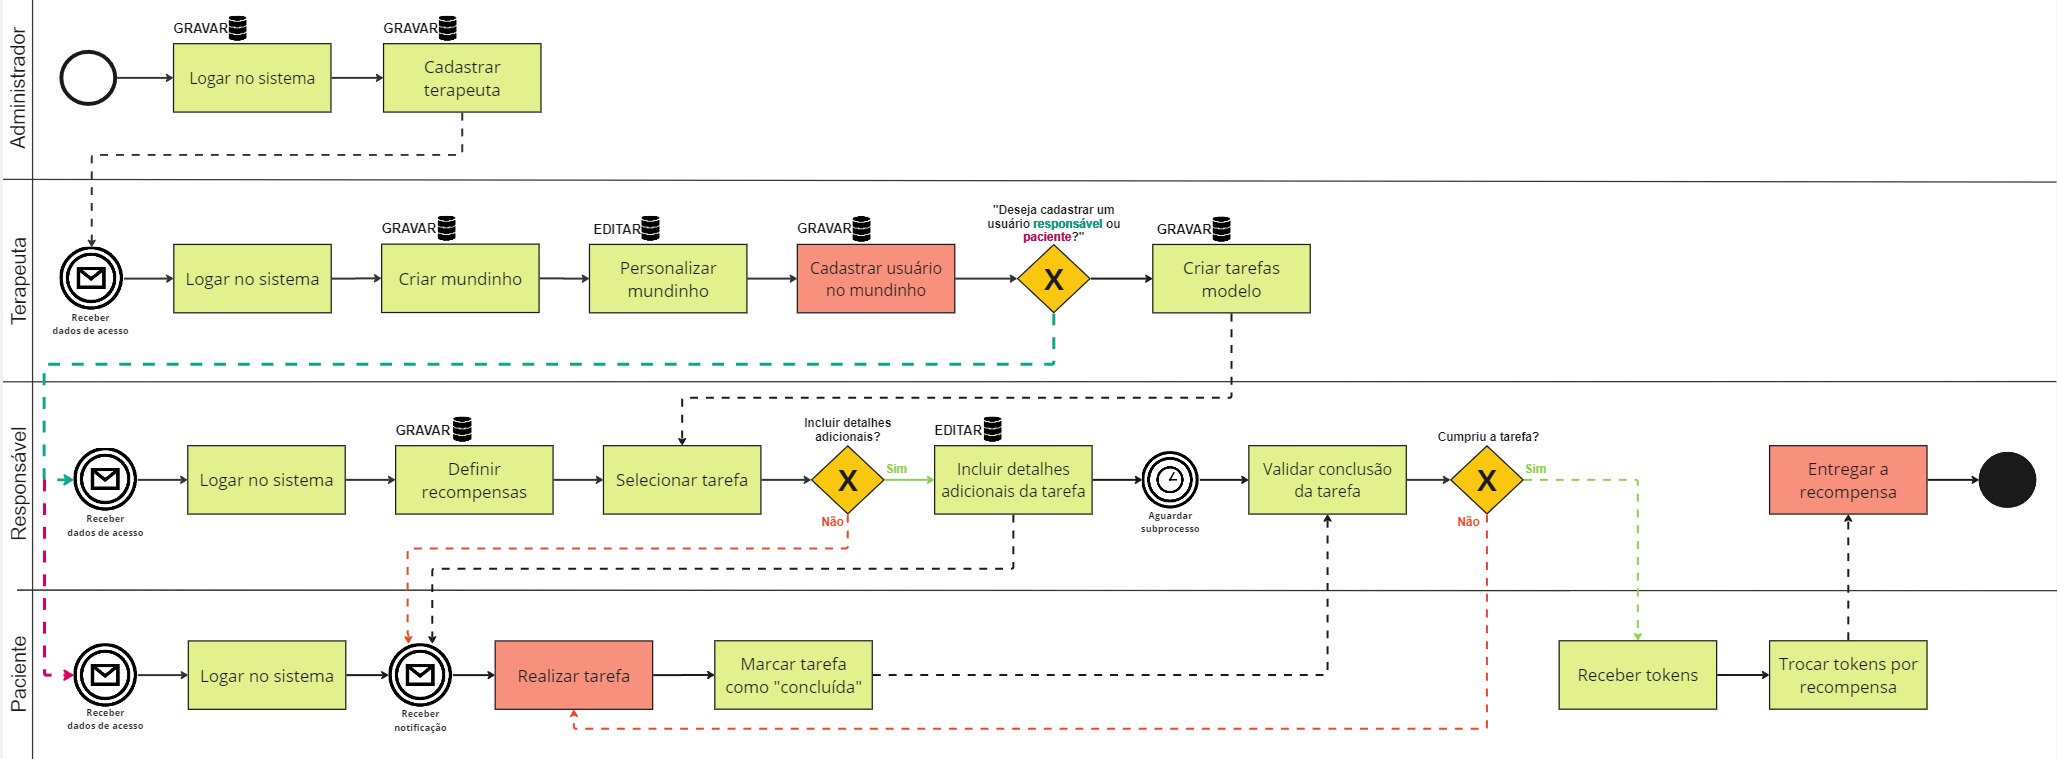 Administrador
GRAVAR
GRAVAR
Logar no sistema
Cadastrar
terapeuta
Terapeuta
Receber
dados de acesso
Logar no sistema
GRAVAR
Criar mundinho
EDITAR
Personalizar
mundinho
GRAVAR
Cadastrar usuário
no mundinho
"Deseja cadastrar um
usuário responsável ou
paciente?"
X
GRAVAR
Criar tarefas
modelo
Responsável
Receber
dados de acesso
Logar no sistema
GRAVAR
Definir
recompensas
Selecionar tarefa
Incluir detalhes
adicionais?
X
Sim
Não
EDITAR
Incluir detalhes
adicionais da tarefa
Aguardar
subprocesso
Validar conclusão
da tarefa
Cumpriu a tarefa?
X
Sim
Não
Entregar a
recompensa
Paciente
Receber
dados de acesso
Logar no sistema
Receber
notificação
Realizar tarefa
Marcar tarefa
como "concluída"
Receber tokens
Trocar tokens por
recompensa